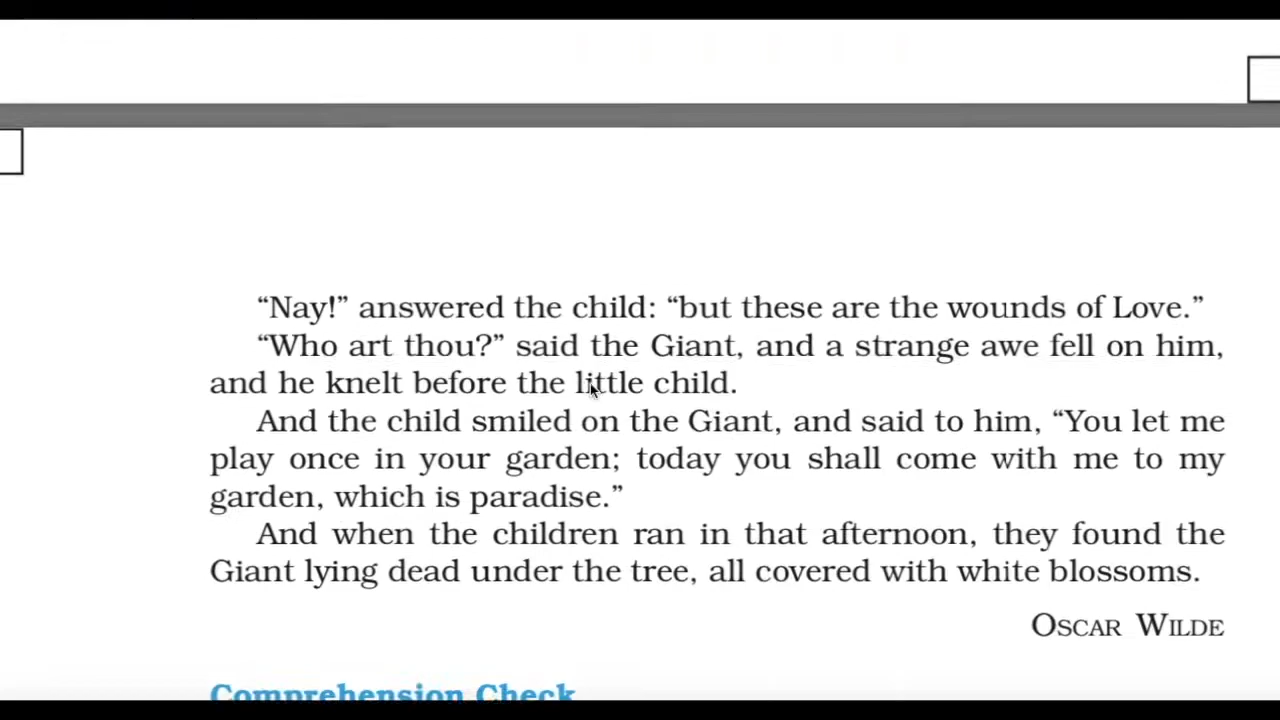 “Nay!” answered the child: “but these are the wounds of Love.”
“Who art thou?” said the Giant, and a strange awe fell on him,
and he knelt before the little child.
And the child smiled on the Giant, and said to him, “You let me
play once in your garden; today you shall come with me to my
garden, which is paradise.”
And when the children ran in that afternoon, they found the
Giant lying dead under the tree, all covered with white blossoms.
OSCAR WILDE
Comprehension Check